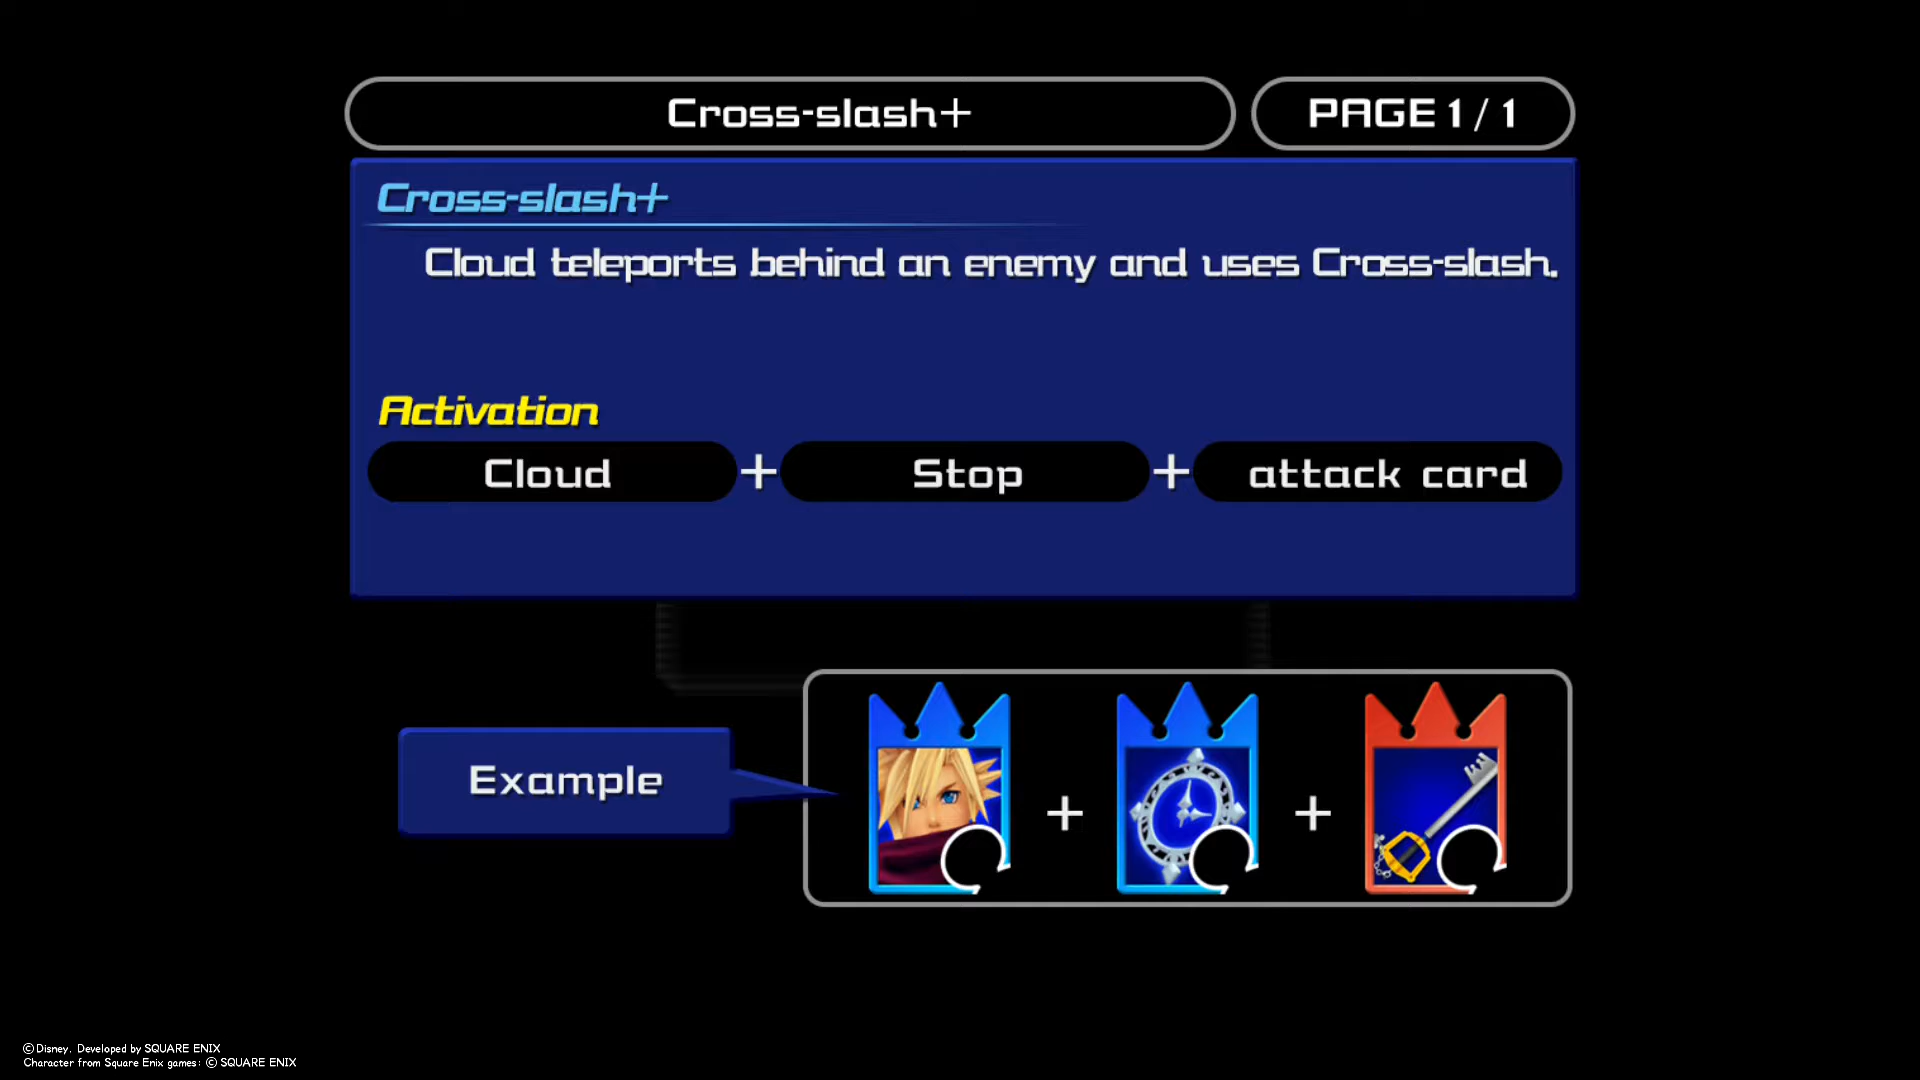 Cross-slash+
PAGE 1 / 1
Cross-slash+
Cloud teleports behind an enemy and uses Cross-slash.
Activation
Cloud + Stop + attack card
Example
+ +
©Disney. Developed by SQUARE ENIX
Character from Square Enix games: © SQUARE ENIX